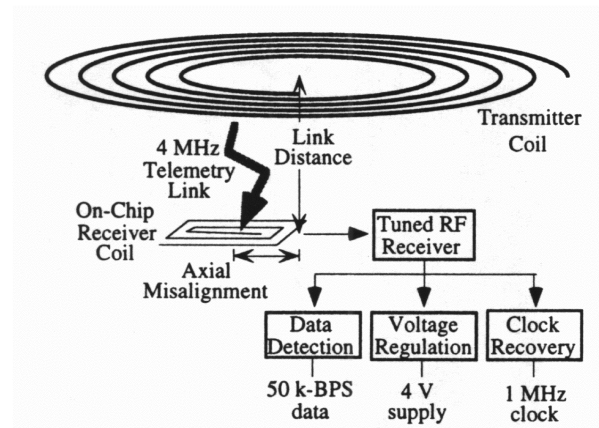 Transmitter
Coil
Link
Distance
4 MHz
Telemetry
Link
On-Chip
Receiver
Coil
Axial
Misalignment
Tuned RF
Receiver
Data
Detection
Voltage
Regulation
Clock
Recovery
50 k-BPS
data
4 V
supply
1 MHz
clock